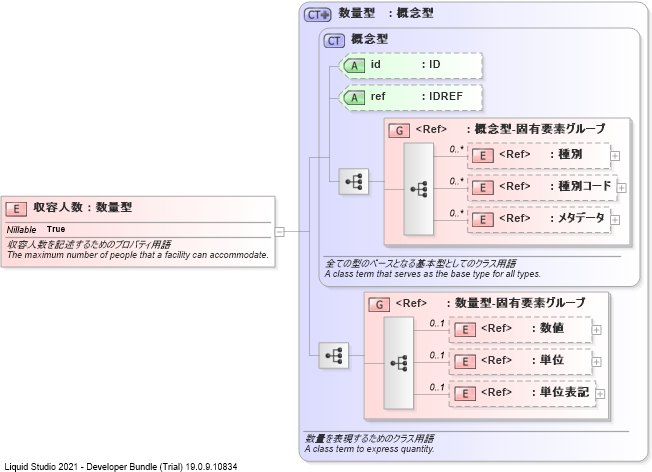 CT 数量型 : 概念型
CT 概念型
A id : ID
A ref : IDREF
G <Ref> : 概念型-固有要素グループ
0..*
E <Ref> : 種別
0..*
E <Ref> : 種別コード
0..*
E <Ref> : メタデータ
E 収容人数 : 数量型
Nillable True
収容人数を記述するためのプロパティ用語
The maximum number of people that a facility can accommodate.
全ての型のベースとなる基本型としてのクラス用語
A class term that serves as the base type for all types.
G <Ref> : 数量型-固有要素グループ
0..1
E <Ref> : 数値
0..1
E <Ref> : 単位
0..1
E <Ref> : 単位表記
数量を表現するためのクラス用語
A class term to express quantity.
Liquid Studio 2021 - Developer Bundle (Trial) 19.0.9.10834